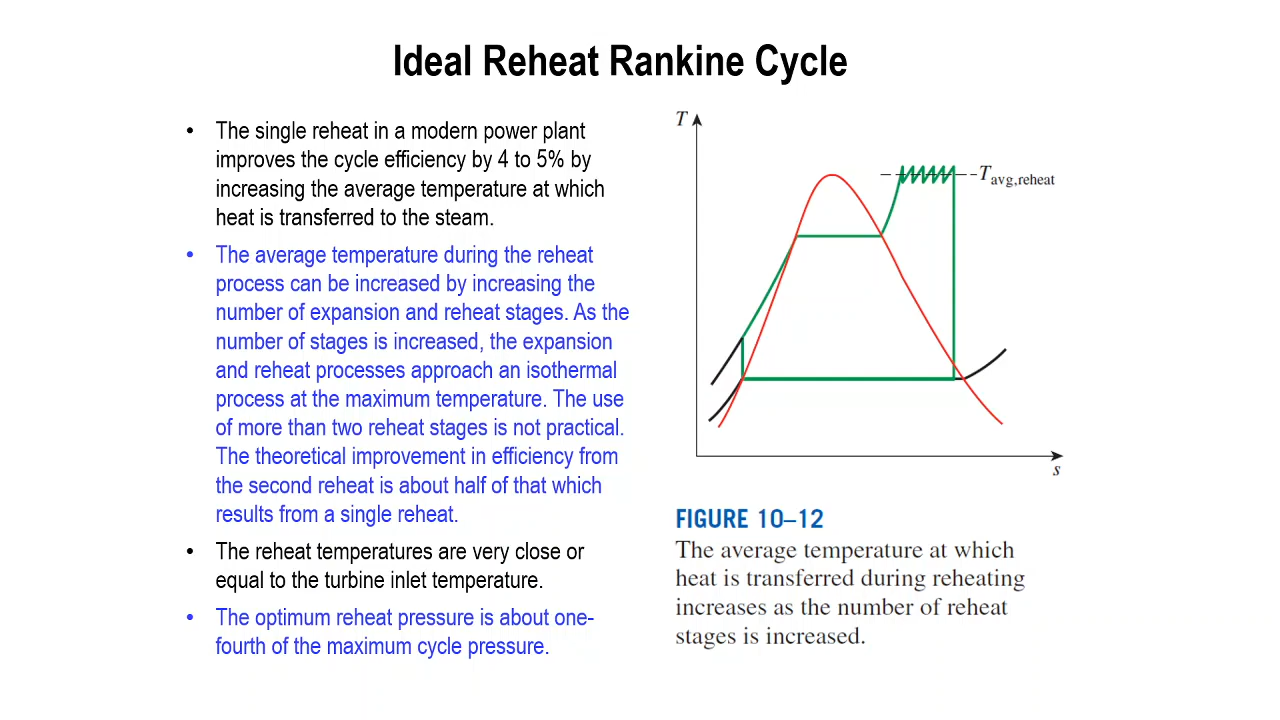 Ideal Reheat Rankine Cycle
• The single reheat in a modern power plant
improves the cycle efficiency by 4 to 5% by
increasing the average temperature at which
heat is transferred to the steam.
• The average temperature during the reheat
process can be increased by increasing the
number of expansion and reheat stages. As the
number of stages is increased, the expansion
and reheat processes approach an isothermal
process at the maximum temperature. The use
of more than two reheat stages is not practical.
The theoretical improvement in efficiency from
the second reheat is about half of that which
results from a single reheat.
• The reheat temperatures are very close or
equal to the turbine inlet temperature.
• The optimum reheat pressure is about one-
fourth of the maximum cycle pressure.
T
Tavg,reheat
s
FIGURE 10–12
The average temperature at which
heat is transferred during reheating
increases as the number of reheat
stages is increased.